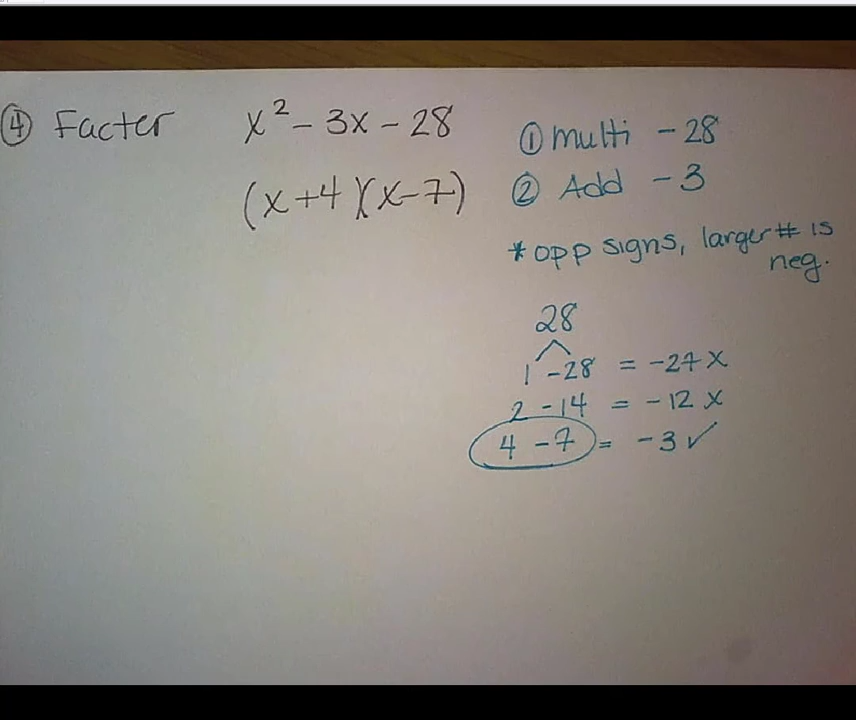 ④ Facter x² - 3x - 28
(x+4)(x-7)
① multi -28
② Add -3
* opp signs, larger # is
neg.
28
1 -28 = -27 x
2 -14 = -12 x
4 -7 = -3 ✓